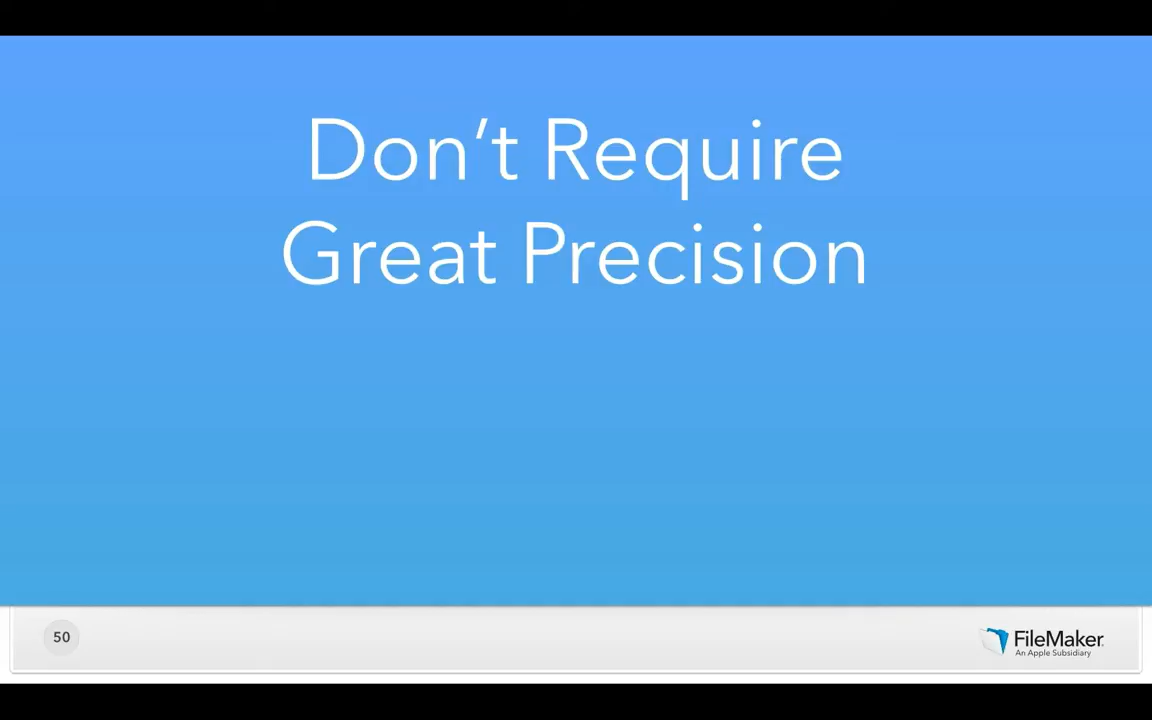 Don’t Require
Great Precision
50
FileMaker
An Apple Subsidiary